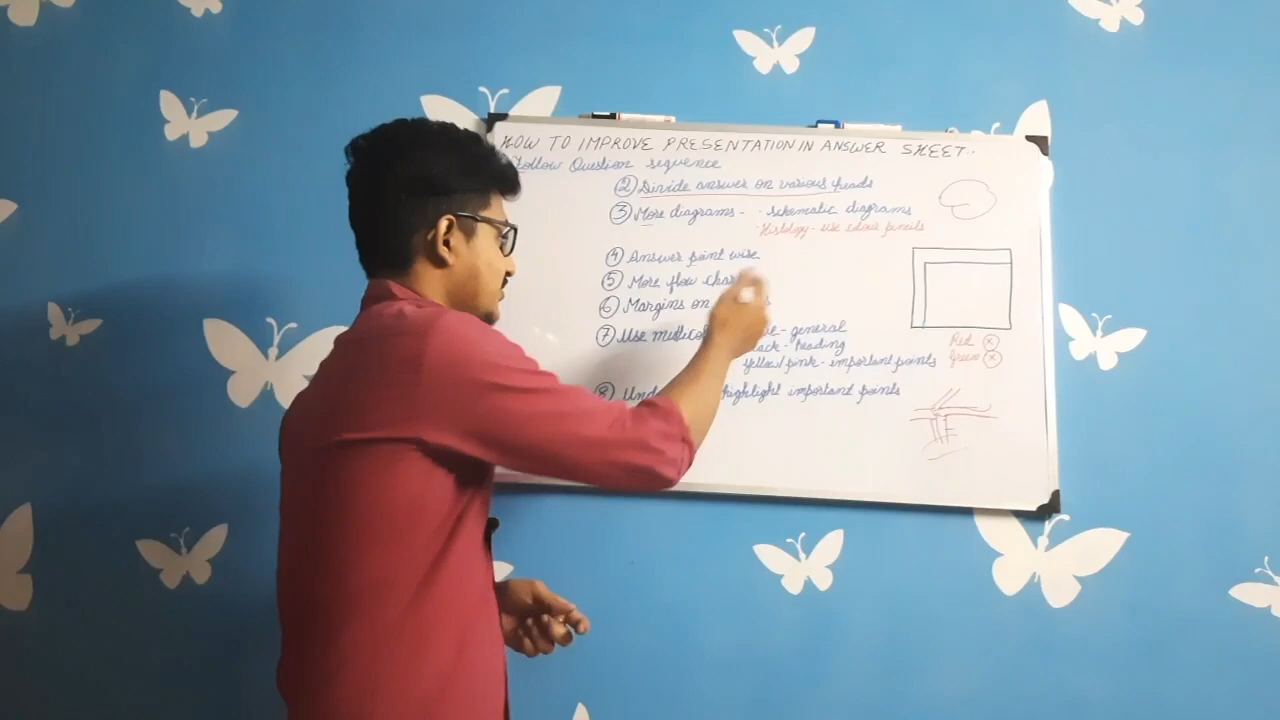 HOW TO IMPROVE PRESENTATION IN ANSWER SHEET..
Follow Question sequence
② Divide answer on various heads
③ More diagrams - · schematic diagrams
· Histology - use colour pencils
④ Answer point wise
⑤ More flow
⑥ Margins on
⑦ Use - general
- heading
Yellow/pink - important points
Red ⓧ
Green ⓧ
⑧ highlight important points